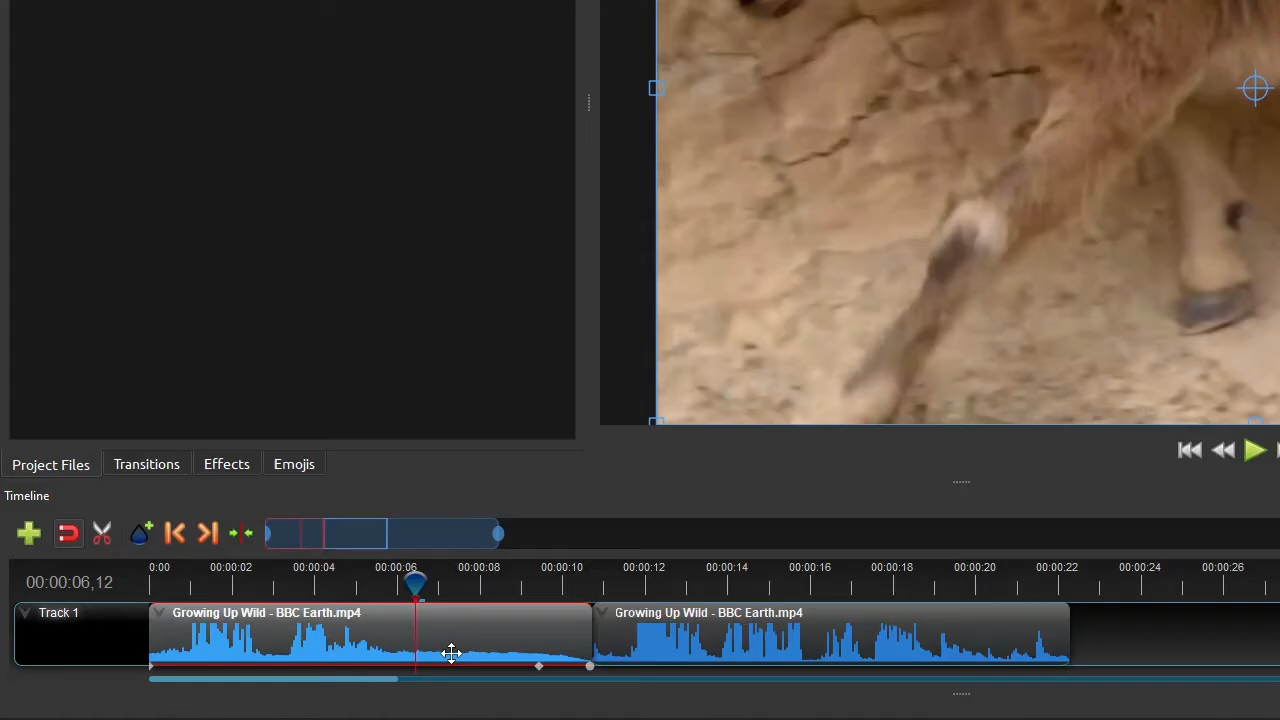 Project Files
Transitions
Effects
Emojis
Timeline
00:00:06,12
0:00
00:00:02
00:00:04
00:00:06
00:00:08
00:00:10
00:00:12
00:00:14
00:00:16
00:00:18
00:00:20
00:00:22
00:00:24
00:00:26
Track 1
Growing Up Wild - BBC Earth.mp4
Growing Up Wild - BBC Earth.mp4